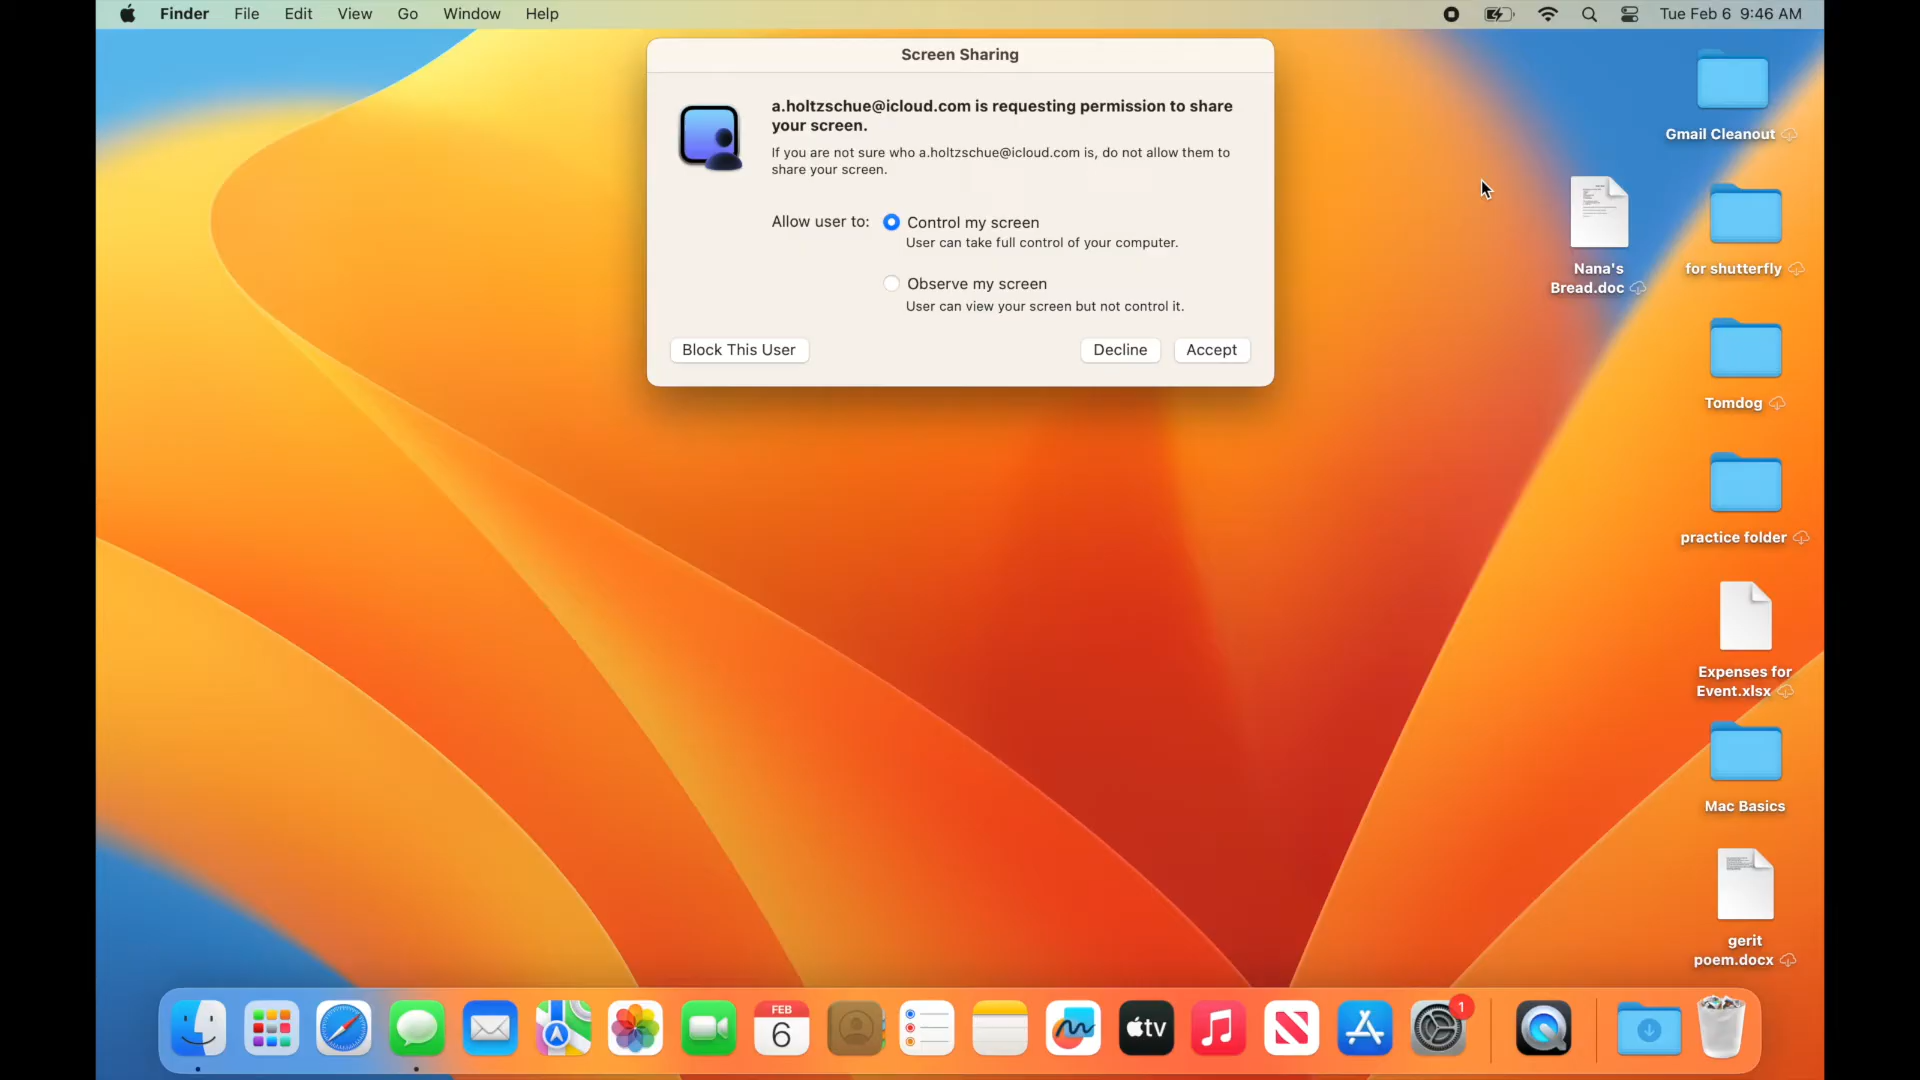 Finder File Edit View Go Window Help Tue Feb 6 9:46 AM
Screen Sharing
a.holtzschue@icloud.com is requesting permission to share
your screen.
If you are not sure who a.holtzschue@icloud.com is, do not allow them to
share your screen.
Allow user to: Control my screen
User can take full control of your computer.
Observe my screen
User can view your screen but not control it.
Block This User Decline Accept
Gmail Cleanout
Nana's
Bread.doc
for shutterfly
Tomdog
practice folder
Expenses for
Event.xlsx
Mac Basics
gerit
poem.docx
FEB
6
tv
1